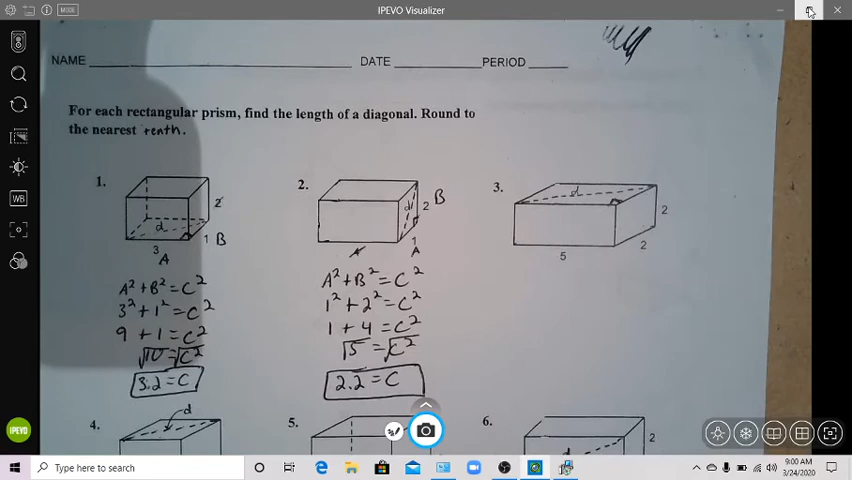 IPEVO Visualizer
MODE
NAME DATE PERIOD
For each rectangular prism, find the length of a diagonal. Round to
the nearest tenth.
1.
d
2
1 B
3
A
A² + B² = C²
3² + 1² = C²
9 + 1 = C²
√10 = √C²
3.2 = C
2.
d
2 B
1
A
A² + B² = C²
1² + 2² = C²
1 + 4 = C²
√5 = √C²
2.2 = C
3.
d
2
2
5
4.
d
5.
6.
d
2
WB
IPEVO
Type here to search
9:00 AM
3/24/2020